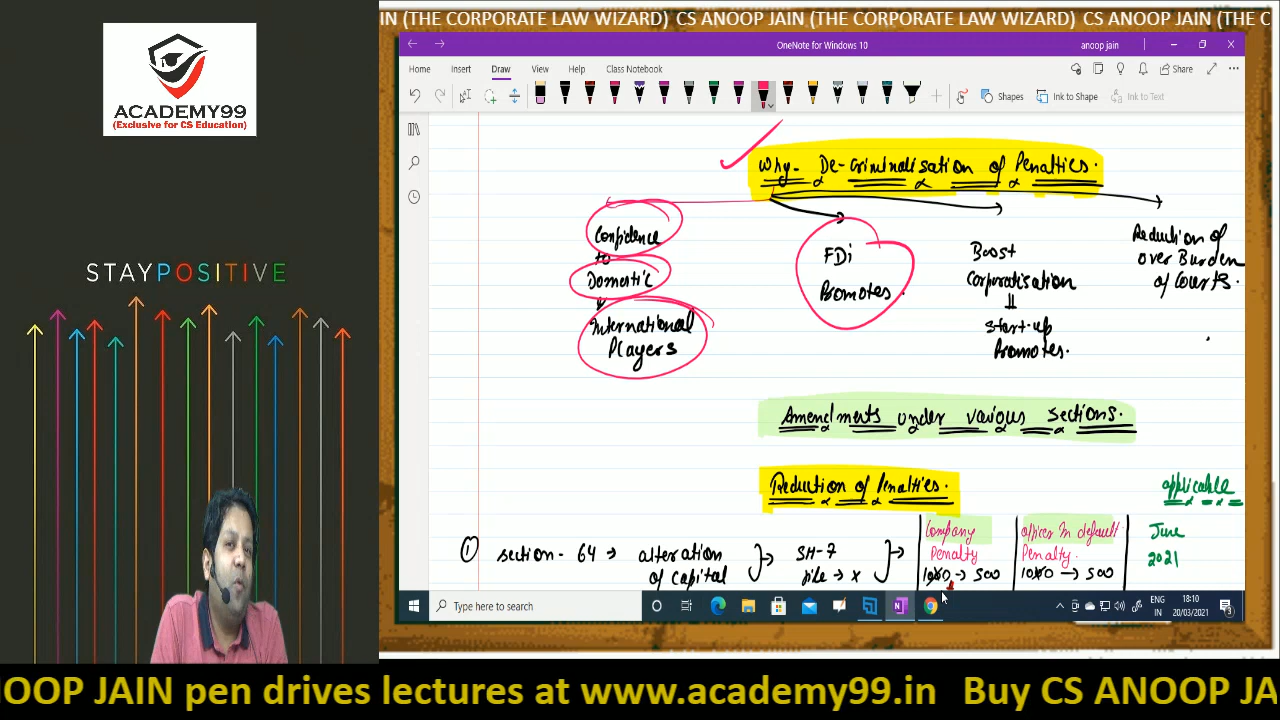 IN (THE CORPORATE LAW WIZARD) CS ANOOP JAIN (THE CORPORATE LAW WIZARD) CS ANOOP JAIN (THE C
ACADEMY99
(Exclusive for CS Education)
STAYPOSITIVE
OneNote for Windows 10
anoop jain
Home Insert Draw View Help Class Notebook
Share
Shapes Ink to Shape Ink to Text
Why- De-criminalisation of Penalties.
Confidence
to
Domestic
&
International
Players
FDi
Promotes.
Boost
Corporatisation
=
Start-up
Promotes.
Reduction of
over Burden
of Courts.
Amendments under various sections.
Reduction of Penalties.
applicable
① section - 64 → alteration
of capital
SH-7
file → x
Company
Penalty
1000 → 500
officer in default
Penalty.
1000 → 500
June
2021
Type here to search
ENG
IN
18:10
20/03/2021
3
NOOP JAIN pen drives lectures at www.academy99.in Buy CS ANOOP JA